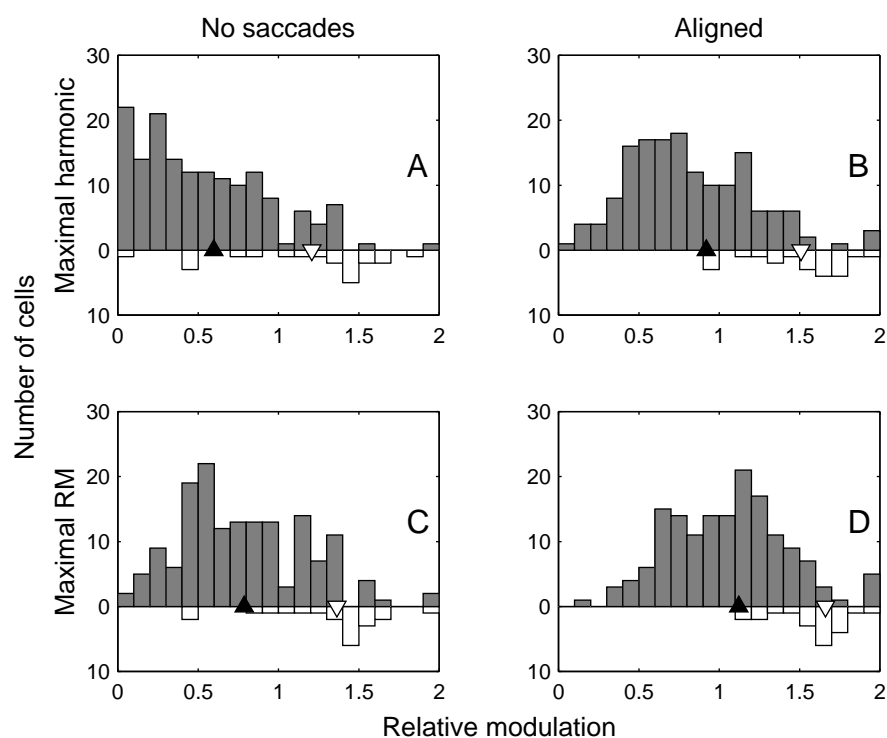 No saccades
Aligned
Maximal harmonic
30
20
10
0
10
A
0 0.5 1 1.5 2
30
20
10
0
10
B
0 0.5 1 1.5 2
Number of cells
Maximal RM
30
20
10
0
10
C
0 0.5 1 1.5 2
30
20
10
0
10
D
0 0.5 1 1.5 2
Relative modulation